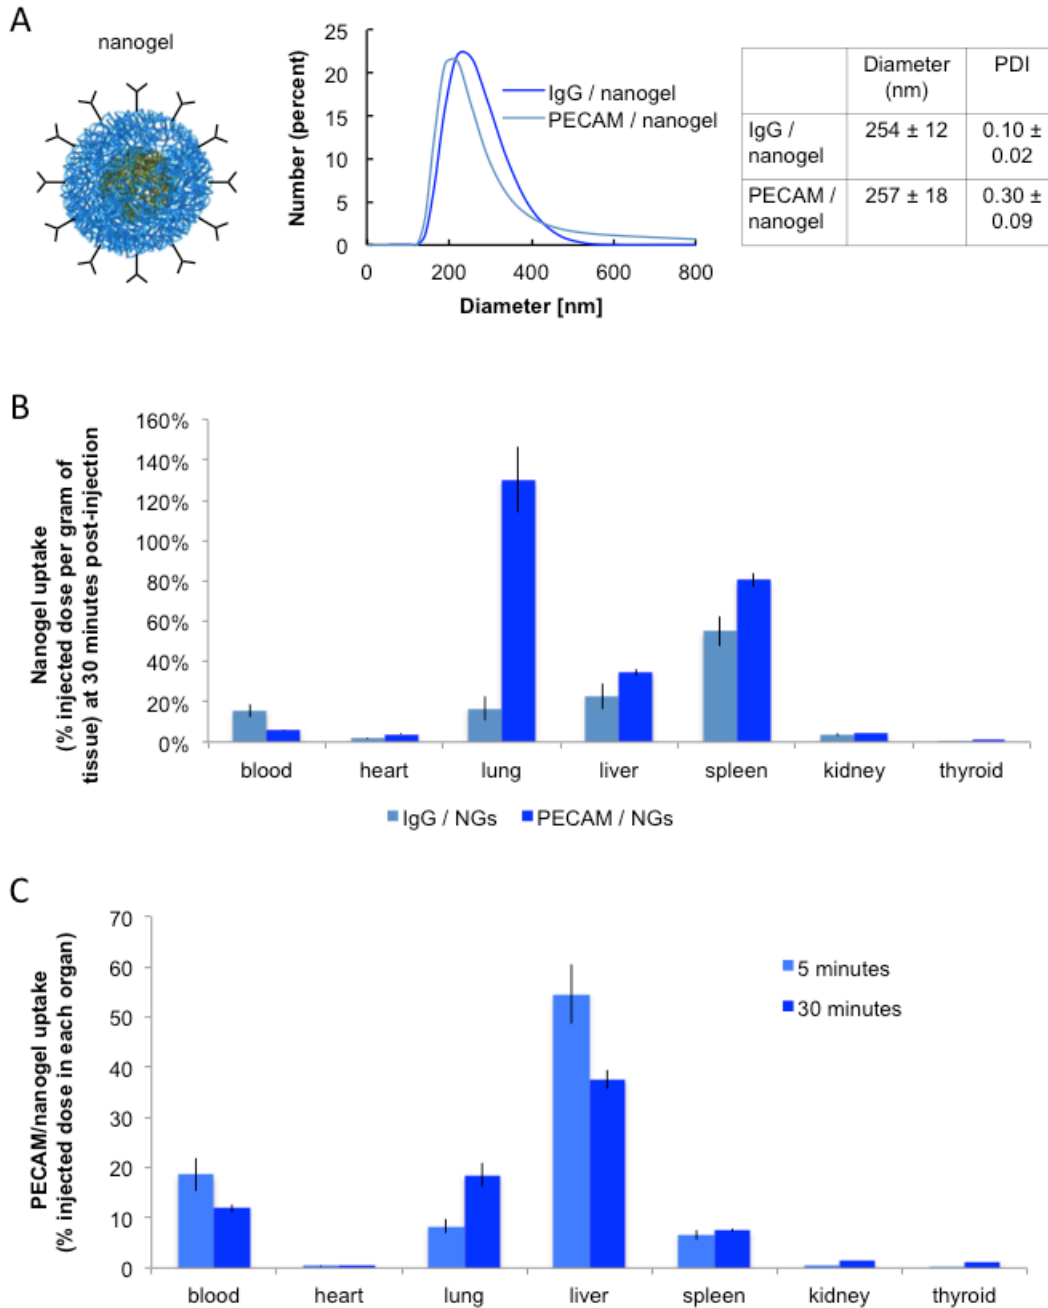 A
nanogel
Number (percent)
25
20
15
10
5
0
0 200 400 600 800
Diameter [nm]
IgG / nanogel
PECAM / nanogel
Diameter (nm) PDI
IgG / nanogel 254 ± 12 0.10 ± 0.02
PECAM / nanogel 257 ± 18 0.30 ± 0.09
B
Nanogel uptake
(% injected dose per gram of
tissue) at 30 minutes post-injection
160%
140%
120%
100%
80%
60%
40%
20%
0%
blood heart lung liver spleen kidney thyroid
IgG / NGs PECAM / NGs
C
PECAM/nanogel uptake
(% injected dose in each organ)
70
60
50
40
30
20
10
0
5 minutes
30 minutes
blood heart lung liver spleen kidney thyroid